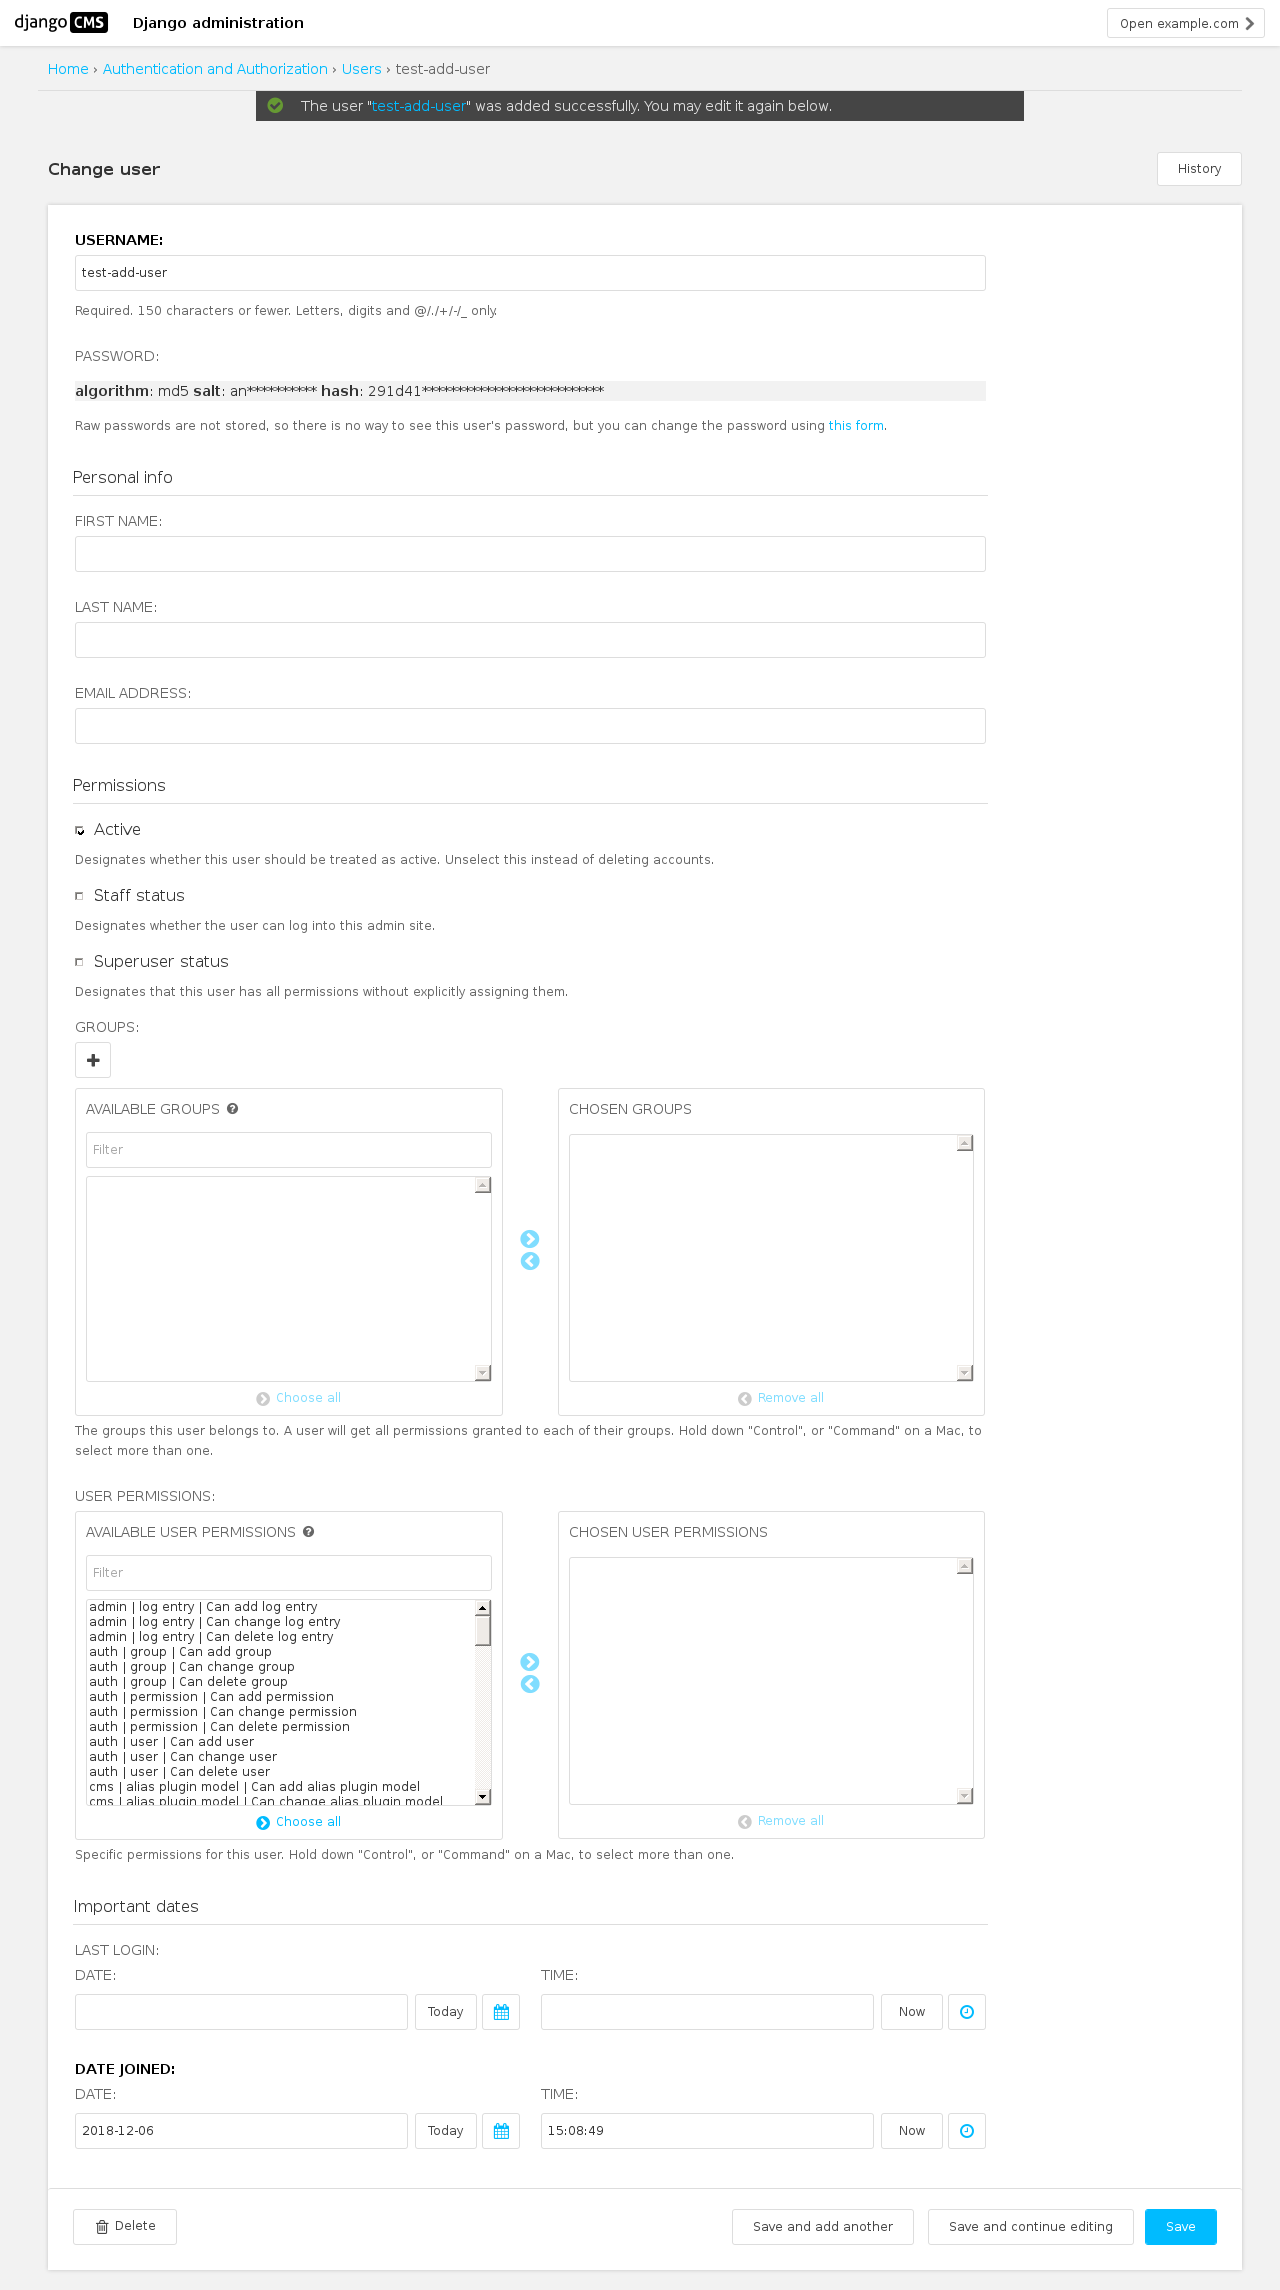 django CMS Django administration Open example.com
Home › Authentication and Authorization › Users › test-add-user
The user "test-add-user" was added successfully. You may edit it again below.
Change user History
USERNAME:
test-add-user
Required. 150 characters or fewer. Letters, digits and @/./+/-/_ only.
PASSWORD:
algorithm: md5 salt: an********** hash: 291d41**************************
Raw passwords are not stored, so there is no way to see this user's password, but you can change the password using this form.
Personal info
FIRST NAME:
LAST NAME:
EMAIL ADDRESS:
Permissions
Active
Designates whether this user should be treated as active. Unselect this instead of deleting accounts.
Staff status
Designates whether the user can log into this admin site.
Superuser status
Designates that this user has all permissions without explicitly assigning them.
GROUPS:
AVAILABLE GROUPS
Filter
Choose all
CHOSEN GROUPS
Remove all
The groups this user belongs to. A user will get all permissions granted to each of their groups. Hold down "Control", or "Command" on a Mac, to
select more than one.
USER PERMISSIONS:
AVAILABLE USER PERMISSIONS
Filter
admin | log entry | Can add log entry
admin | log entry | Can change log entry
admin | log entry | Can delete log entry
auth | group | Can add group
auth | group | Can change group
auth | group | Can delete group
auth | permission | Can add permission
auth | permission | Can change permission
auth | permission | Can delete permission
auth | user | Can add user
auth | user | Can change user
auth | user | Can delete user
cms | alias plugin model | Can add alias plugin model
cms | alias plugin model | Can change alias plugin model
Choose all
CHOSEN USER PERMISSIONS
Remove all
Specific permissions for this user. Hold down "Control", or "Command" on a Mac, to select more than one.
Important dates
LAST LOGIN:
DATE: TIME:
Today Now
DATE JOINED:
DATE: TIME:
2018-12-06 Today 15:08:49 Now
Delete Save and add another Save and continue editing Save